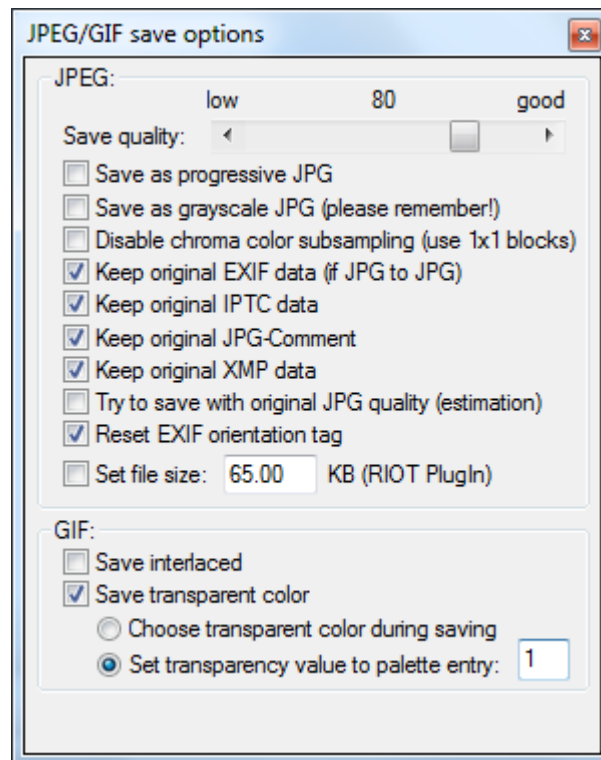 JPEG/GIF save options
JPEG:
low 80 good
Save quality:
Save as progressive JPG
Save as grayscale JPG (please remember!)
Disable chroma color subsampling (use 1x1 blocks)
Keep original EXIF data (if JPG to JPG)
Keep original IPTC data
Keep original JPG-Comment
Keep original XMP data
Try to save with original JPG quality (estimation)
Reset EXIF orientation tag
Set file size: 65.00 KB (RIOT PlugIn)
GIF:
Save interlaced
Save transparent color
Choose transparent color during saving
Set transparency value to palette entry: 1